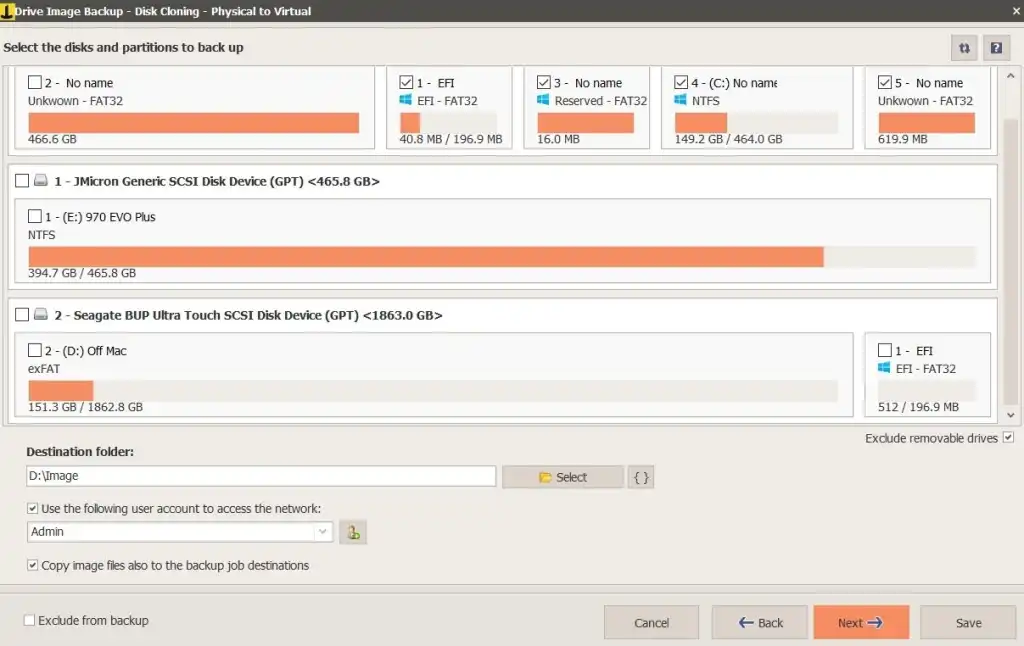 Drive Image Backup - Disk Cloning - Physical to Virtual
Select the disks and partitions to back up
2 - No name
Unkwown - FAT32
466.6 GB
1 - EFI
EFI - FAT32
40.8 MB / 196.9 MB
3 - No name
Reserved - FAT32
16.0 MB
4 - (C:) No name
NTFS
149.2 GB / 464.0 GB
5 - No name
Unkwown - FAT32
619.9 MB
1 - JMicron Generic SCSI Disk Device (GPT) <465.8 GB>
1 - (E:) 970 EVO Plus
NTFS
394.7 GB / 465.8 GB
2 - Seagate BUP Ultra Touch SCSI Disk Device (GPT) <1863.0 GB>
2 - (D:) Off Mac
exFAT
151.3 GB / 1862.8 GB
1 - EFI
EFI - FAT32
512 / 196.9 MB
Exclude removable drives
Destination folder:
D:\Image
Select
{ }
Use the following user account to access the network:
Admin
Copy image files also to the backup job destinations
Exclude from backup
Cancel
Back
Next
Save